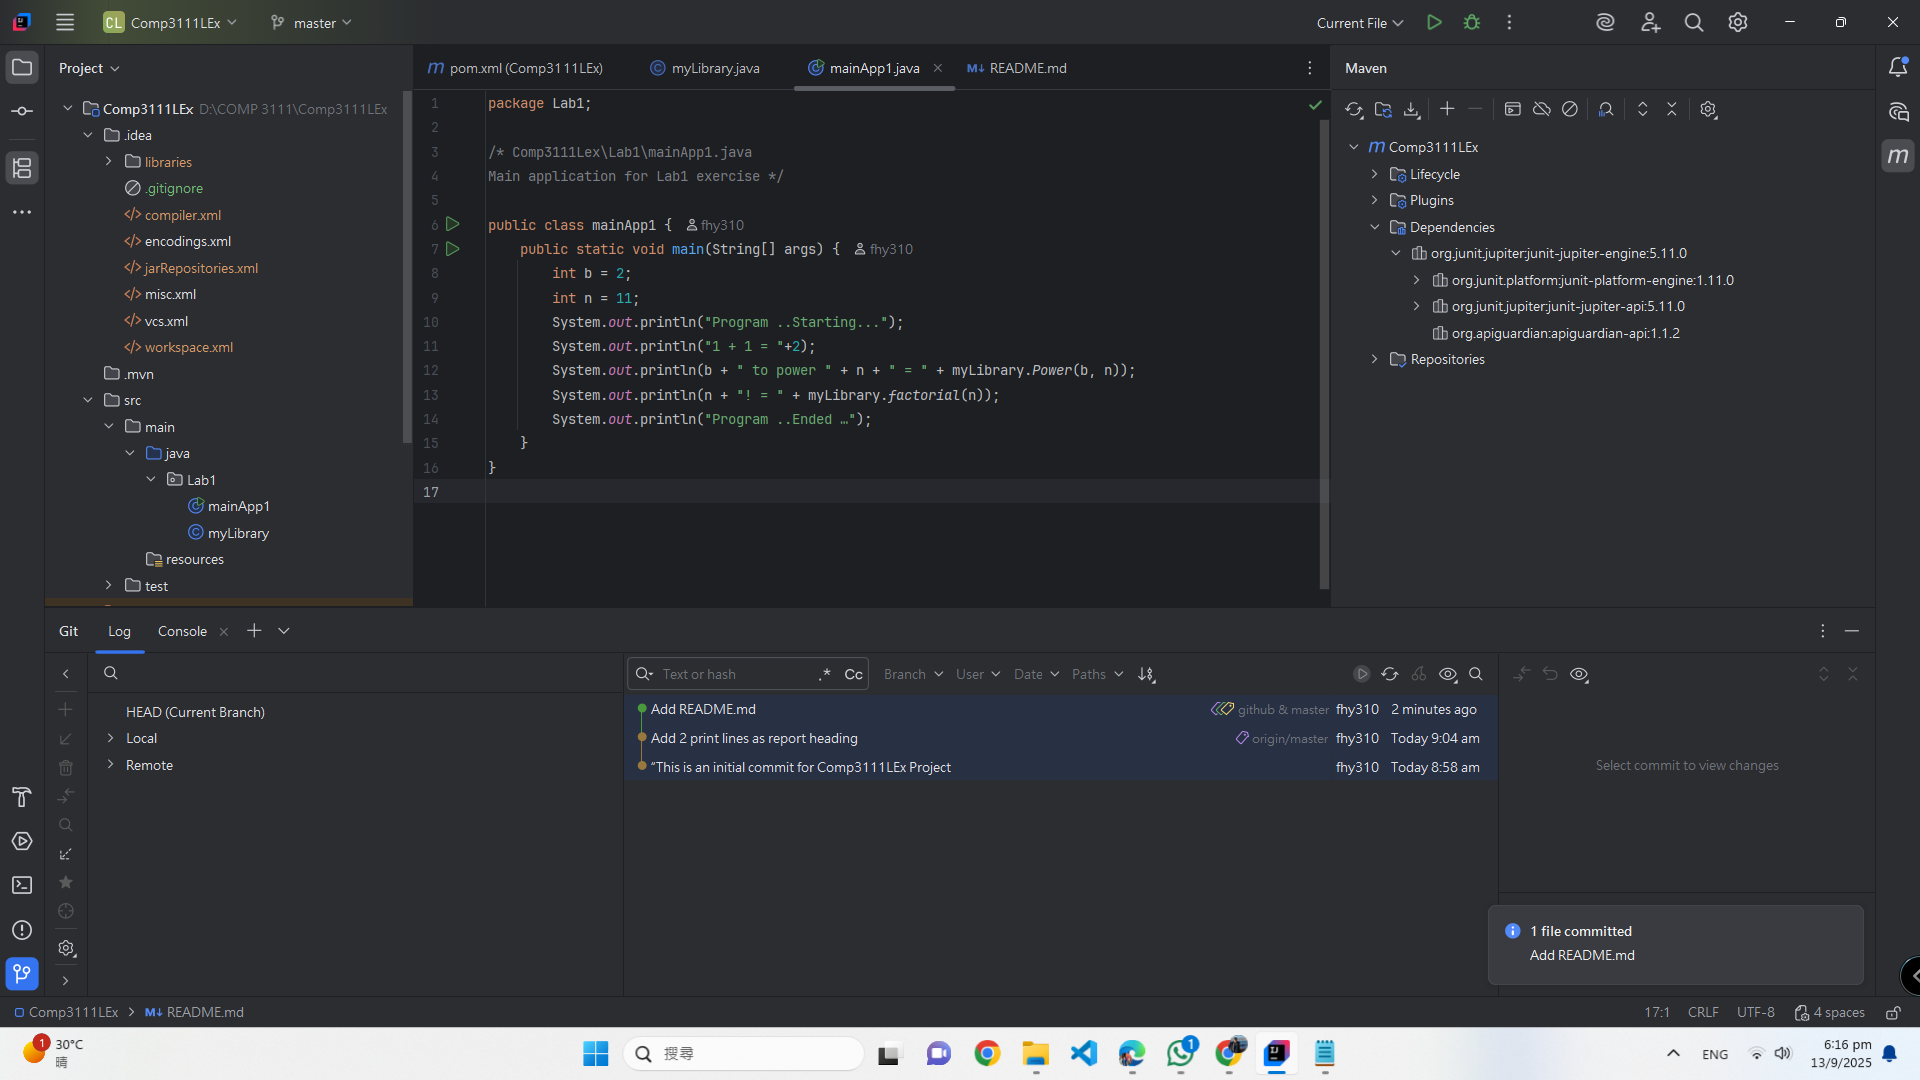 CL Comp3111LEx master Current File
Project
pom.xml (Comp3111LEx) myLibrary.java mainApp1.java README.md
Maven
Comp3111LEx D:\COMP 3111\Comp3111LEx
.idea
libraries
.gitignore
compiler.xml
encodings.xml
jarRepositories.xml
misc.xml
vcs.xml
workspace.xml
.mvn
src
main
java
Lab1
mainApp1
myLibrary
resources
test
1 package Lab1;
2
3 /* Comp3111Lex\Lab1\mainApp1.java
4 Main application for Lab1 exercise */
5
6 public class mainApp1 { fhy310
7 public static void main(String[] args) { fhy310
8 int b = 2;
9 int n = 11;
10 System.out.println("Program ..Starting...");
11 System.out.println("1 + 1 = "+2);
12 System.out.println(b + " to power " + n + " = " + myLibrary.Power(b, n));
13 System.out.println(n + "! = " + myLibrary.factorial(n));
14 System.out.println("Program ..Ended …");
15 }
16 }
17
Comp3111LEx
Lifecycle
Plugins
Dependencies
org.junit.jupiter:junit-jupiter-engine:5.11.0
org.junit.platform:junit-platform-engine:1.11.0
org.junit.jupiter:junit-jupiter-api:5.11.0
org.apiguardian:apiguardian-api:1.1.2
Repositories
Git Log Console
Text or hash .* Cc Branch User Date Paths
HEAD (Current Branch)
Local
Remote
Add README.md github & master fhy310 2 minutes ago
Add 2 print lines as report heading origin/master fhy310 Today 9:04 am
“This is an initial commit for Comp3111LEx Project fhy310 Today 8:58 am
Select commit to view changes
1 file committed
Add README.md
Comp3111LEx README.md 17:1 CRLF UTF-8 4 spaces
1 30°C
晴
搜尋
1
ENG
6:16 pm
13/9/2025